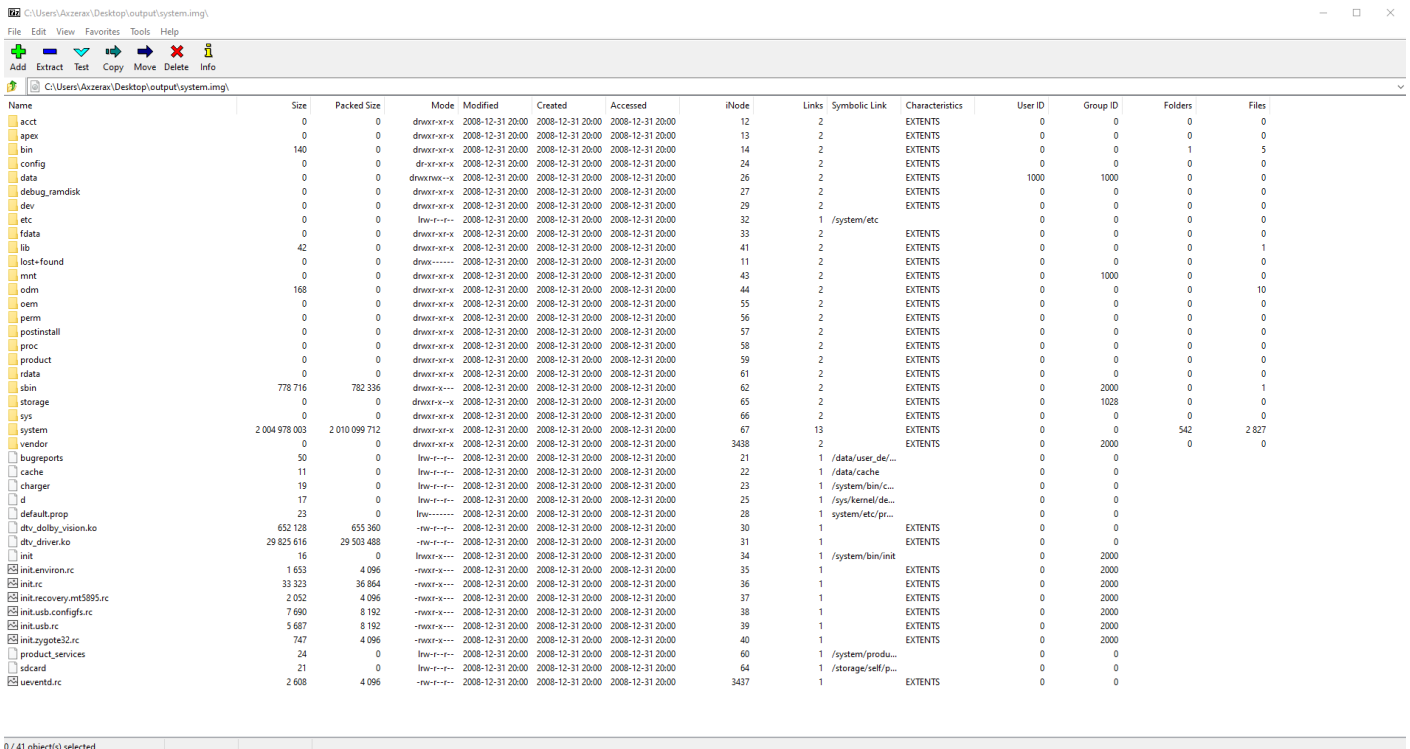 C:\Users\Axzerax\Desktop\output\system.img\
File Edit View Favorites Tools Help
Add Extract Test Copy Move Delete Info
C:\Users\Axzerax\Desktop\output\system.img\
Name Size Packed Size Mode Modified Created Accessed iNode Links Symbolic Link Characteristics User ID Group ID Folders Files
acct 0 0 drwxr-xr-x 2008-12-31 20:00 2008-12-31 20:00 2008-12-31 20:00 12 2 EXTENTS 0 0 0 0
apex 0 0 drwxr-xr-x 2008-12-31 20:00 2008-12-31 20:00 2008-12-31 20:00 13 2 EXTENTS 0 0 0 0
bin 140 0 drwxr-xr-x 2008-12-31 20:00 2008-12-31 20:00 2008-12-31 20:00 14 2 EXTENTS 0 0 1 5
config 0 0 dr-xr-xr-x 2008-12-31 20:00 2008-12-31 20:00 2008-12-31 20:00 24 2 EXTENTS 0 0 0 0
data 0 0 drwxrwx--x 2008-12-31 20:00 2008-12-31 20:00 2008-12-31 20:00 26 2 EXTENTS 1000 1000 0 0
debug_ramdisk 0 0 drwxr-xr-x 2008-12-31 20:00 2008-12-31 20:00 2008-12-31 20:00 27 2 EXTENTS 0 0 0 0
dev 0 0 drwxr-xr-x 2008-12-31 20:00 2008-12-31 20:00 2008-12-31 20:00 29 2 EXTENTS 0 0 0 0
etc 0 0 lrw-r--r-- 2008-12-31 20:00 2008-12-31 20:00 2008-12-31 20:00 32 1 /system/etc 0 0 0 0
fdata 0 0 drwxr-xr-x 2008-12-31 20:00 2008-12-31 20:00 2008-12-31 20:00 33 2 EXTENTS 0 0 0 0
lib 42 0 drwxr-xr-x 2008-12-31 20:00 2008-12-31 20:00 2008-12-31 20:00 41 2 EXTENTS 0 0 0 1
lost+found 0 0 drwx------ 2008-12-31 20:00 2008-12-31 20:00 2008-12-31 20:00 11 2 EXTENTS 0 0 0 0
mnt 0 0 drwxr-xr-x 2008-12-31 20:00 2008-12-31 20:00 2008-12-31 20:00 43 2 EXTENTS 0 1000 0 0
odm 168 0 drwxr-xr-x 2008-12-31 20:00 2008-12-31 20:00 2008-12-31 20:00 44 2 EXTENTS 0 0 0 10
oem 0 0 drwxr-xr-x 2008-12-31 20:00 2008-12-31 20:00 2008-12-31 20:00 55 2 EXTENTS 0 0 0 0
perm 0 0 drwxr-xr-x 2008-12-31 20:00 2008-12-31 20:00 2008-12-31 20:00 56 2 EXTENTS 0 0 0 0
postinstall 0 0 drwxr-xr-x 2008-12-31 20:00 2008-12-31 20:00 2008-12-31 20:00 57 2 EXTENTS 0 0 0 0
proc 0 0 drwxr-xr-x 2008-12-31 20:00 2008-12-31 20:00 2008-12-31 20:00 58 2 EXTENTS 0 0 0 0
product 0 0 drwxr-xr-x 2008-12-31 20:00 2008-12-31 20:00 2008-12-31 20:00 59 2 EXTENTS 0 0 0 0
rdata 0 0 drwxr-xr-x 2008-12-31 20:00 2008-12-31 20:00 2008-12-31 20:00 61 2 EXTENTS 0 0 0 0
sbin 778 716 782 336 drwxr-x--- 2008-12-31 20:00 2008-12-31 20:00 2008-12-31 20:00 62 2 EXTENTS 0 2000 0 1
storage 0 0 drwxr-x--x 2008-12-31 20:00 2008-12-31 20:00 2008-12-31 20:00 65 2 EXTENTS 0 1028 0 0
sys 0 0 drwxr-xr-x 2008-12-31 20:00 2008-12-31 20:00 2008-12-31 20:00 66 2 EXTENTS 0 0 0 0
system 2 004 978 003 2 010 099 712 drwxr-xr-x 2008-12-31 20:00 2008-12-31 20:00 2008-12-31 20:00 67 13 EXTENTS 0 0 542 2 827
vendor 0 0 drwxr-xr-x 2008-12-31 20:00 2008-12-31 20:00 2008-12-31 20:00 3438 2 EXTENTS 0 2000 0 0
bugreports 50 0 lrw-r--r-- 2008-12-31 20:00 2008-12-31 20:00 2008-12-31 20:00 21 1 /data/user_de/... 0 0
cache 11 0 lrw-r--r-- 2008-12-31 20:00 2008-12-31 20:00 2008-12-31 20:00 22 1 /data/cache 0 0
charger 19 0 lrw-r--r-- 2008-12-31 20:00 2008-12-31 20:00 2008-12-31 20:00 23 1 /system/bin/c... 0 0
d 17 0 lrw-r--r-- 2008-12-31 20:00 2008-12-31 20:00 2008-12-31 20:00 25 1 /sys/kernel/de... 0 0
default.prop 23 0 lrw------- 2008-12-31 20:00 2008-12-31 20:00 2008-12-31 20:00 28 1 system/etc/pr... 0 0
dtv_dolby_vision.ko 652 128 655 360 -rw-r--r-- 2008-12-31 20:00 2008-12-31 20:00 2008-12-31 20:00 30 1 EXTENTS 0 0
dtv_driver.ko 29 825 616 29 503 488 -rw-r--r-- 2008-12-31 20:00 2008-12-31 20:00 2008-12-31 20:00 31 1 EXTENTS 0 0
init 16 0 lrwxr-x--- 2008-12-31 20:00 2008-12-31 20:00 2008-12-31 20:00 34 1 /system/bin/init 0 2000
init.environ.rc 1 653 4 096 -rwxr-x--- 2008-12-31 20:00 2008-12-31 20:00 2008-12-31 20:00 35 1 EXTENTS 0 2000
init.rc 33 323 36 864 -rwxr-x--- 2008-12-31 20:00 2008-12-31 20:00 2008-12-31 20:00 36 1 EXTENTS 0 2000
init.recovery.mt5895.rc 2 052 4 096 -rwxr-x--- 2008-12-31 20:00 2008-12-31 20:00 2008-12-31 20:00 37 1 EXTENTS 0 2000
init.usb.configfs.rc 7 690 8 192 -rwxr-x--- 2008-12-31 20:00 2008-12-31 20:00 2008-12-31 20:00 38 1 EXTENTS 0 2000
init.usb.rc 5 687 8 192 -rwxr-x--- 2008-12-31 20:00 2008-12-31 20:00 2008-12-31 20:00 39 1 EXTENTS 0 2000
init.zygote32.rc 747 4 096 -rwxr-x--- 2008-12-31 20:00 2008-12-31 20:00 2008-12-31 20:00 40 1 EXTENTS 0 2000
product_services 24 0 lrw-r--r-- 2008-12-31 20:00 2008-12-31 20:00 2008-12-31 20:00 60 1 /system/produ... 0 0
sdcard 21 0 lrw-r--r-- 2008-12-31 20:00 2008-12-31 20:00 2008-12-31 20:00 64 1 /storage/self/p... 0 0
ueventd.rc 2 608 4 096 -rw-r--r-- 2008-12-31 20:00 2008-12-31 20:00 2008-12-31 20:00 3437 1 EXTENTS 0 0
0 / 41 object(s) selected